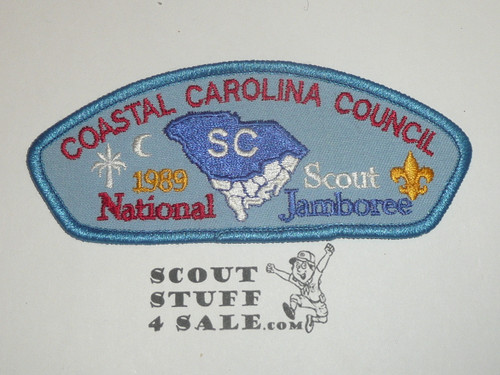 COASTAL CAROLINA COUNCIL
SC
1989 Scout
National Jamboree
SCOUT
STUFF
4 SALE.COM